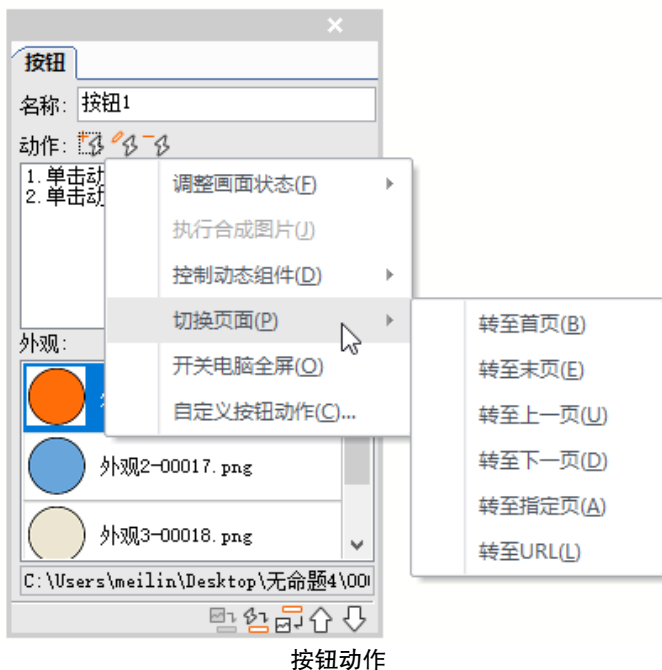 按钮
名称: 按钮1
动作:
1.单击动
2.单击动
调整画面状态(F)
执行合成图片(J)
控制动态组件(D)
切换页面(P)
开关电脑全屏(O)
自定义按钮动作(C)...
转至首页(B)
转至末页(E)
转至上一页(U)
转至下一页(D)
转至指定页(A)
转至URL(L)
外观:
外观2-00017.png
外观3-00018.png
C:\Users\meilin\Desktop\无命题4\00
按钮动作